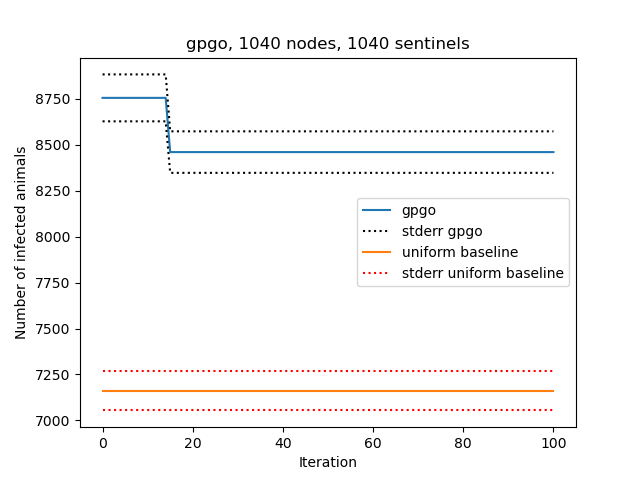 gpgo, 1040 nodes, 1040 sentinels
Number of infected animals
8750
8500
8250
8000
7750
7500
7250
7000
gpgo
stderr gpgo
uniform baseline
stderr uniform baseline
0 20 40 60 80 100
Iteration